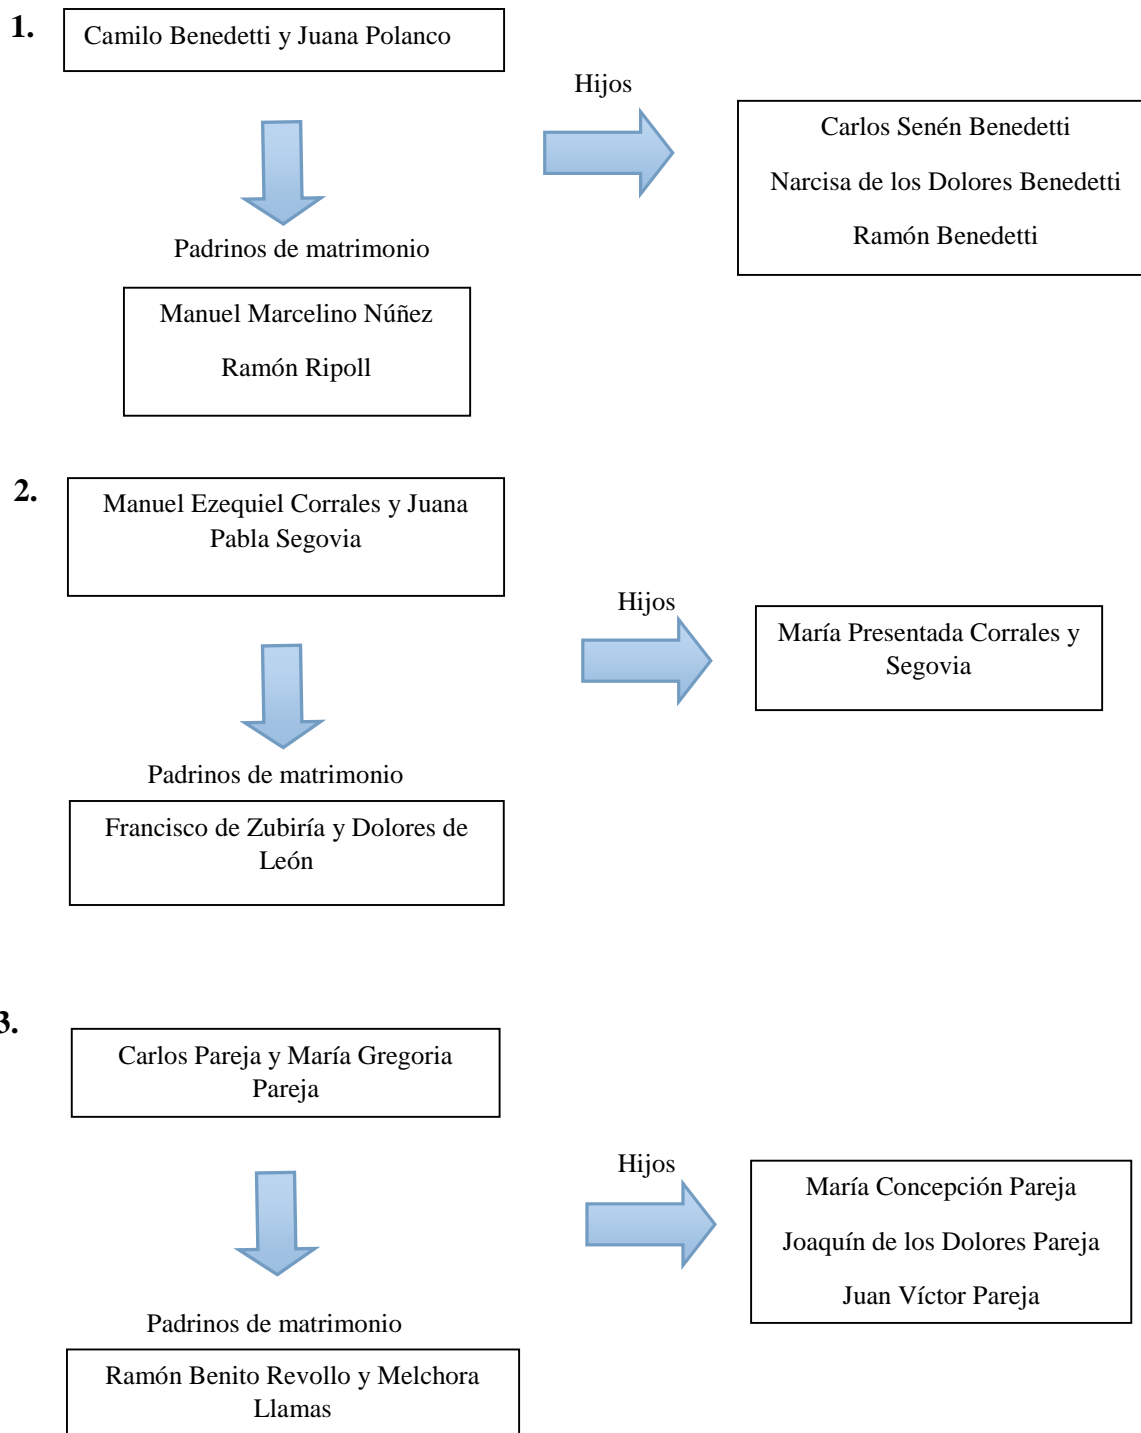 1.
Camilo Benedetti y Juana Polanco
Hijos
Carlos Senén Benedetti
Narcisa de los Dolores Benedetti
Ramón Benedetti
Padrinos de matrimonio
Manuel Marcelino Núñez
Ramón Ripoll
2.
Manuel Ezequiel Corrales y Juana
Pabla Segovia
Hijos
María Presentada Corrales y
Segovia
Padrinos de matrimonio
Francisco de Zubiría y Dolores de
León
3.
Carlos Pareja y María Gregoria
Pareja
Hijos
María Concepción Pareja
Joaquín de los Dolores Pareja
Juan Víctor Pareja
Padrinos de matrimonio
Ramón Benito Revollo y Melchora
Llamas